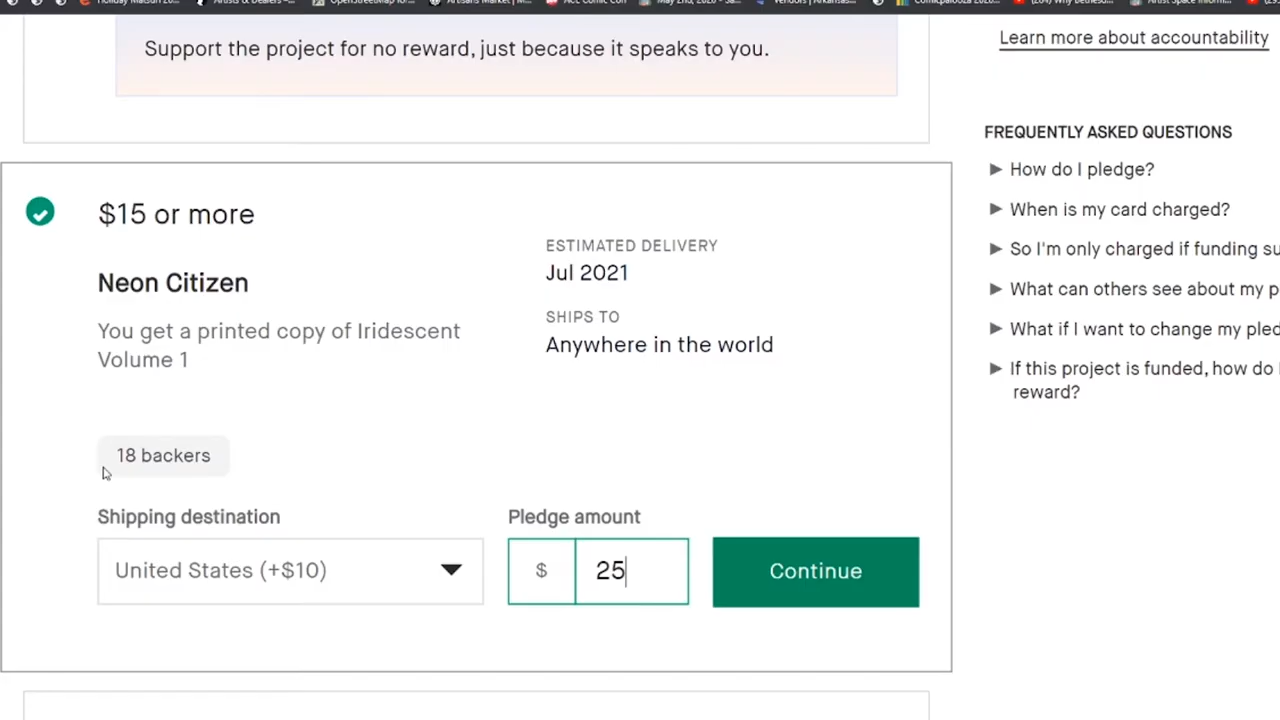 Support the project for no reward, just because it speaks to you.
Learn more about accountability
FREQUENTLY ASKED QUESTIONS
► How do I pledge?
► When is my card charged?
► So I'm only charged if funding su
► What can others see about my p
► What if I want to change my pled
► If this project is funded, how do
reward?
$15 or more
Neon Citizen
You get a printed copy of Iridescent
Volume 1
ESTIMATED DELIVERY
Jul 2021
SHIPS TO
Anywhere in the world
18 backers
Shipping destination
United States (+$10)
Pledge amount
$ 25
Continue